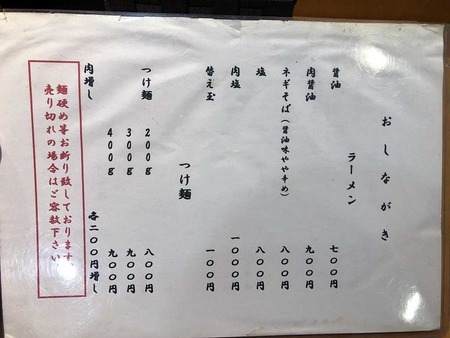 おしながき
ラーメン
醤油 七〇〇円
肉醤油 九〇〇円
ネギそば(醤油味やや辛め) 八〇〇円
塩 八〇〇円
肉塩 一〇〇〇円
替え玉 一〇〇円
つけ麺
つけ麺 200g 八〇〇円
300g 九〇〇円
400g 九〇〇円
肉増し 各二〇〇円増し
麺硬め等お断り致しております
売り切れの場合はご容赦下さい